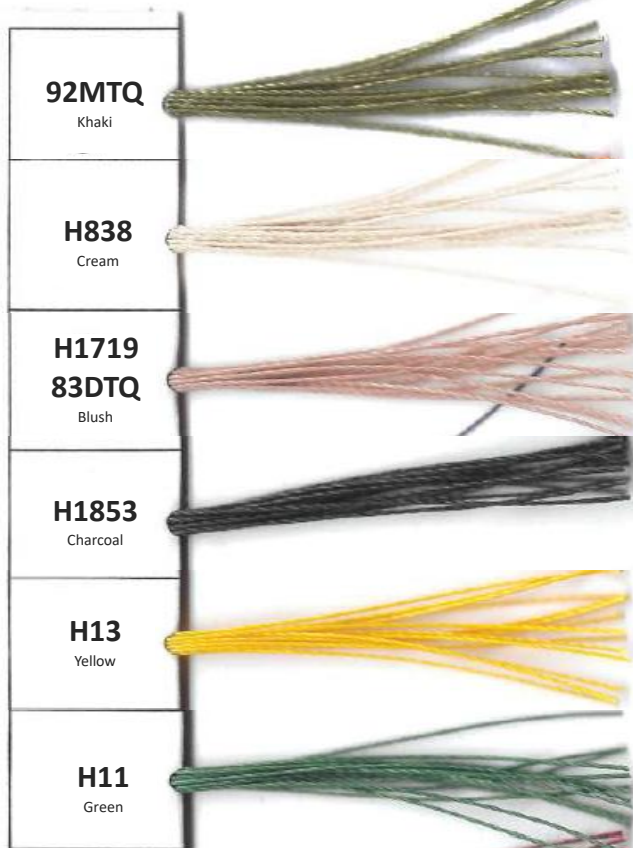 92MTQ
Khaki
H838
Cream
H1719
83DTQ
Blush
H1853
Charcoal
H13
Yellow
H11
Green